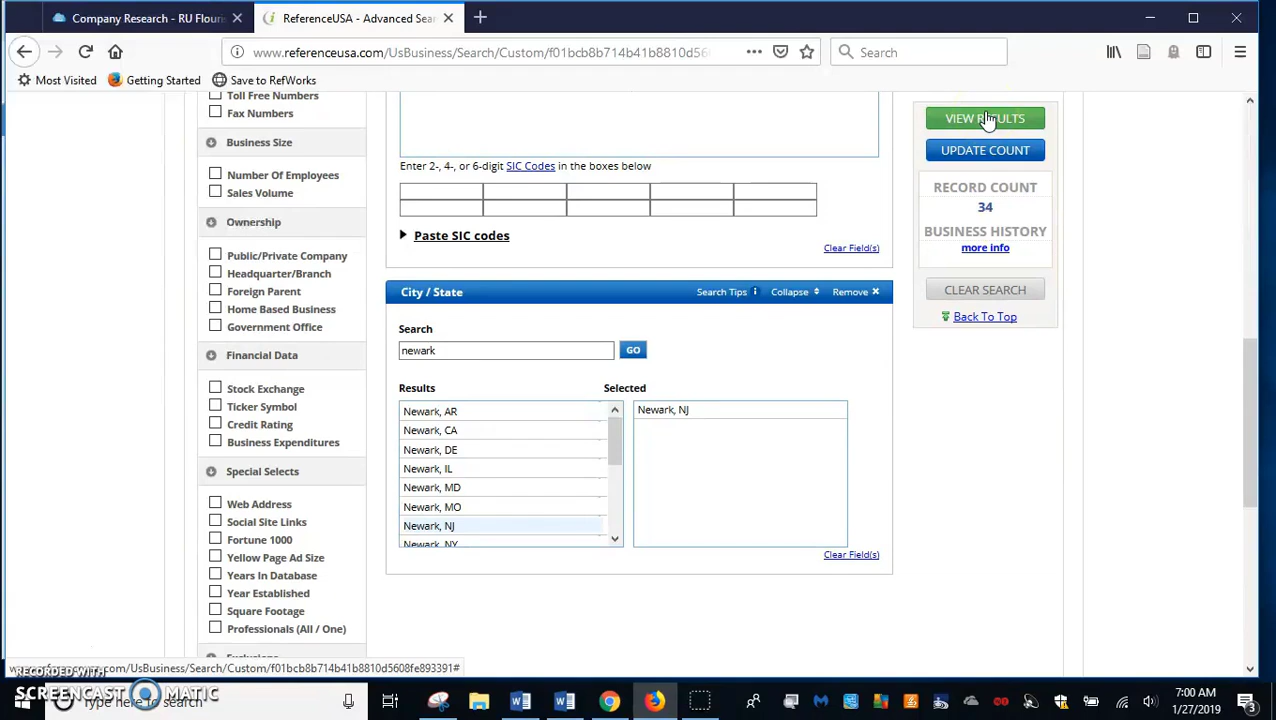 Company Research - RU Flouris
ReferenceUSA - Advanced Sear
www.referenceusa.com/UsBusiness/Search/Custom/f01bcb8b714b41b8810d56
Search
Most Visited
Getting Started
Save to RefWorks
Toll Free Numbers
Fax Numbers
Business Size
Number Of Employees
Sales Volume
Ownership
Public/Private Company
Headquarter/Branch
Foreign Parent
Home Based Business
Government Office
Financial Data
Stock Exchange
Ticker Symbol
Credit Rating
Business Expenditures
Special Selects
Web Address
Social Site Links
Fortune 1000
Yellow Page Ad Size
Years In Database
Year Established
Square Footage
Professionals (All / One)
Enter 2-, 4-, or 6-digit SIC Codes in the boxes below
Paste SIC codes
Clear Field(s)
City / State
Search Tips
Collapse
Remove
Search
newark
GO
Results
Selected
Newark, AR
Newark, CA
Newark, DE
Newark, IL
Newark, MD
Newark, MO
Newark, NJ
Newark, NY
Newark, NJ
Clear Field(s)
VIEW RESULTS
UPDATE COUNT
RECORD COUNT
34
BUSINESS HISTORY
more info
CLEAR SEARCH
Back To Top
.com/UsBusiness/Search/Custom/f01bcb8b714b41b8810d5608fe893391#
RECORDED WITH
SCREENCAST MATIC
Type here to search
7:00 AM
1/27/2019
3